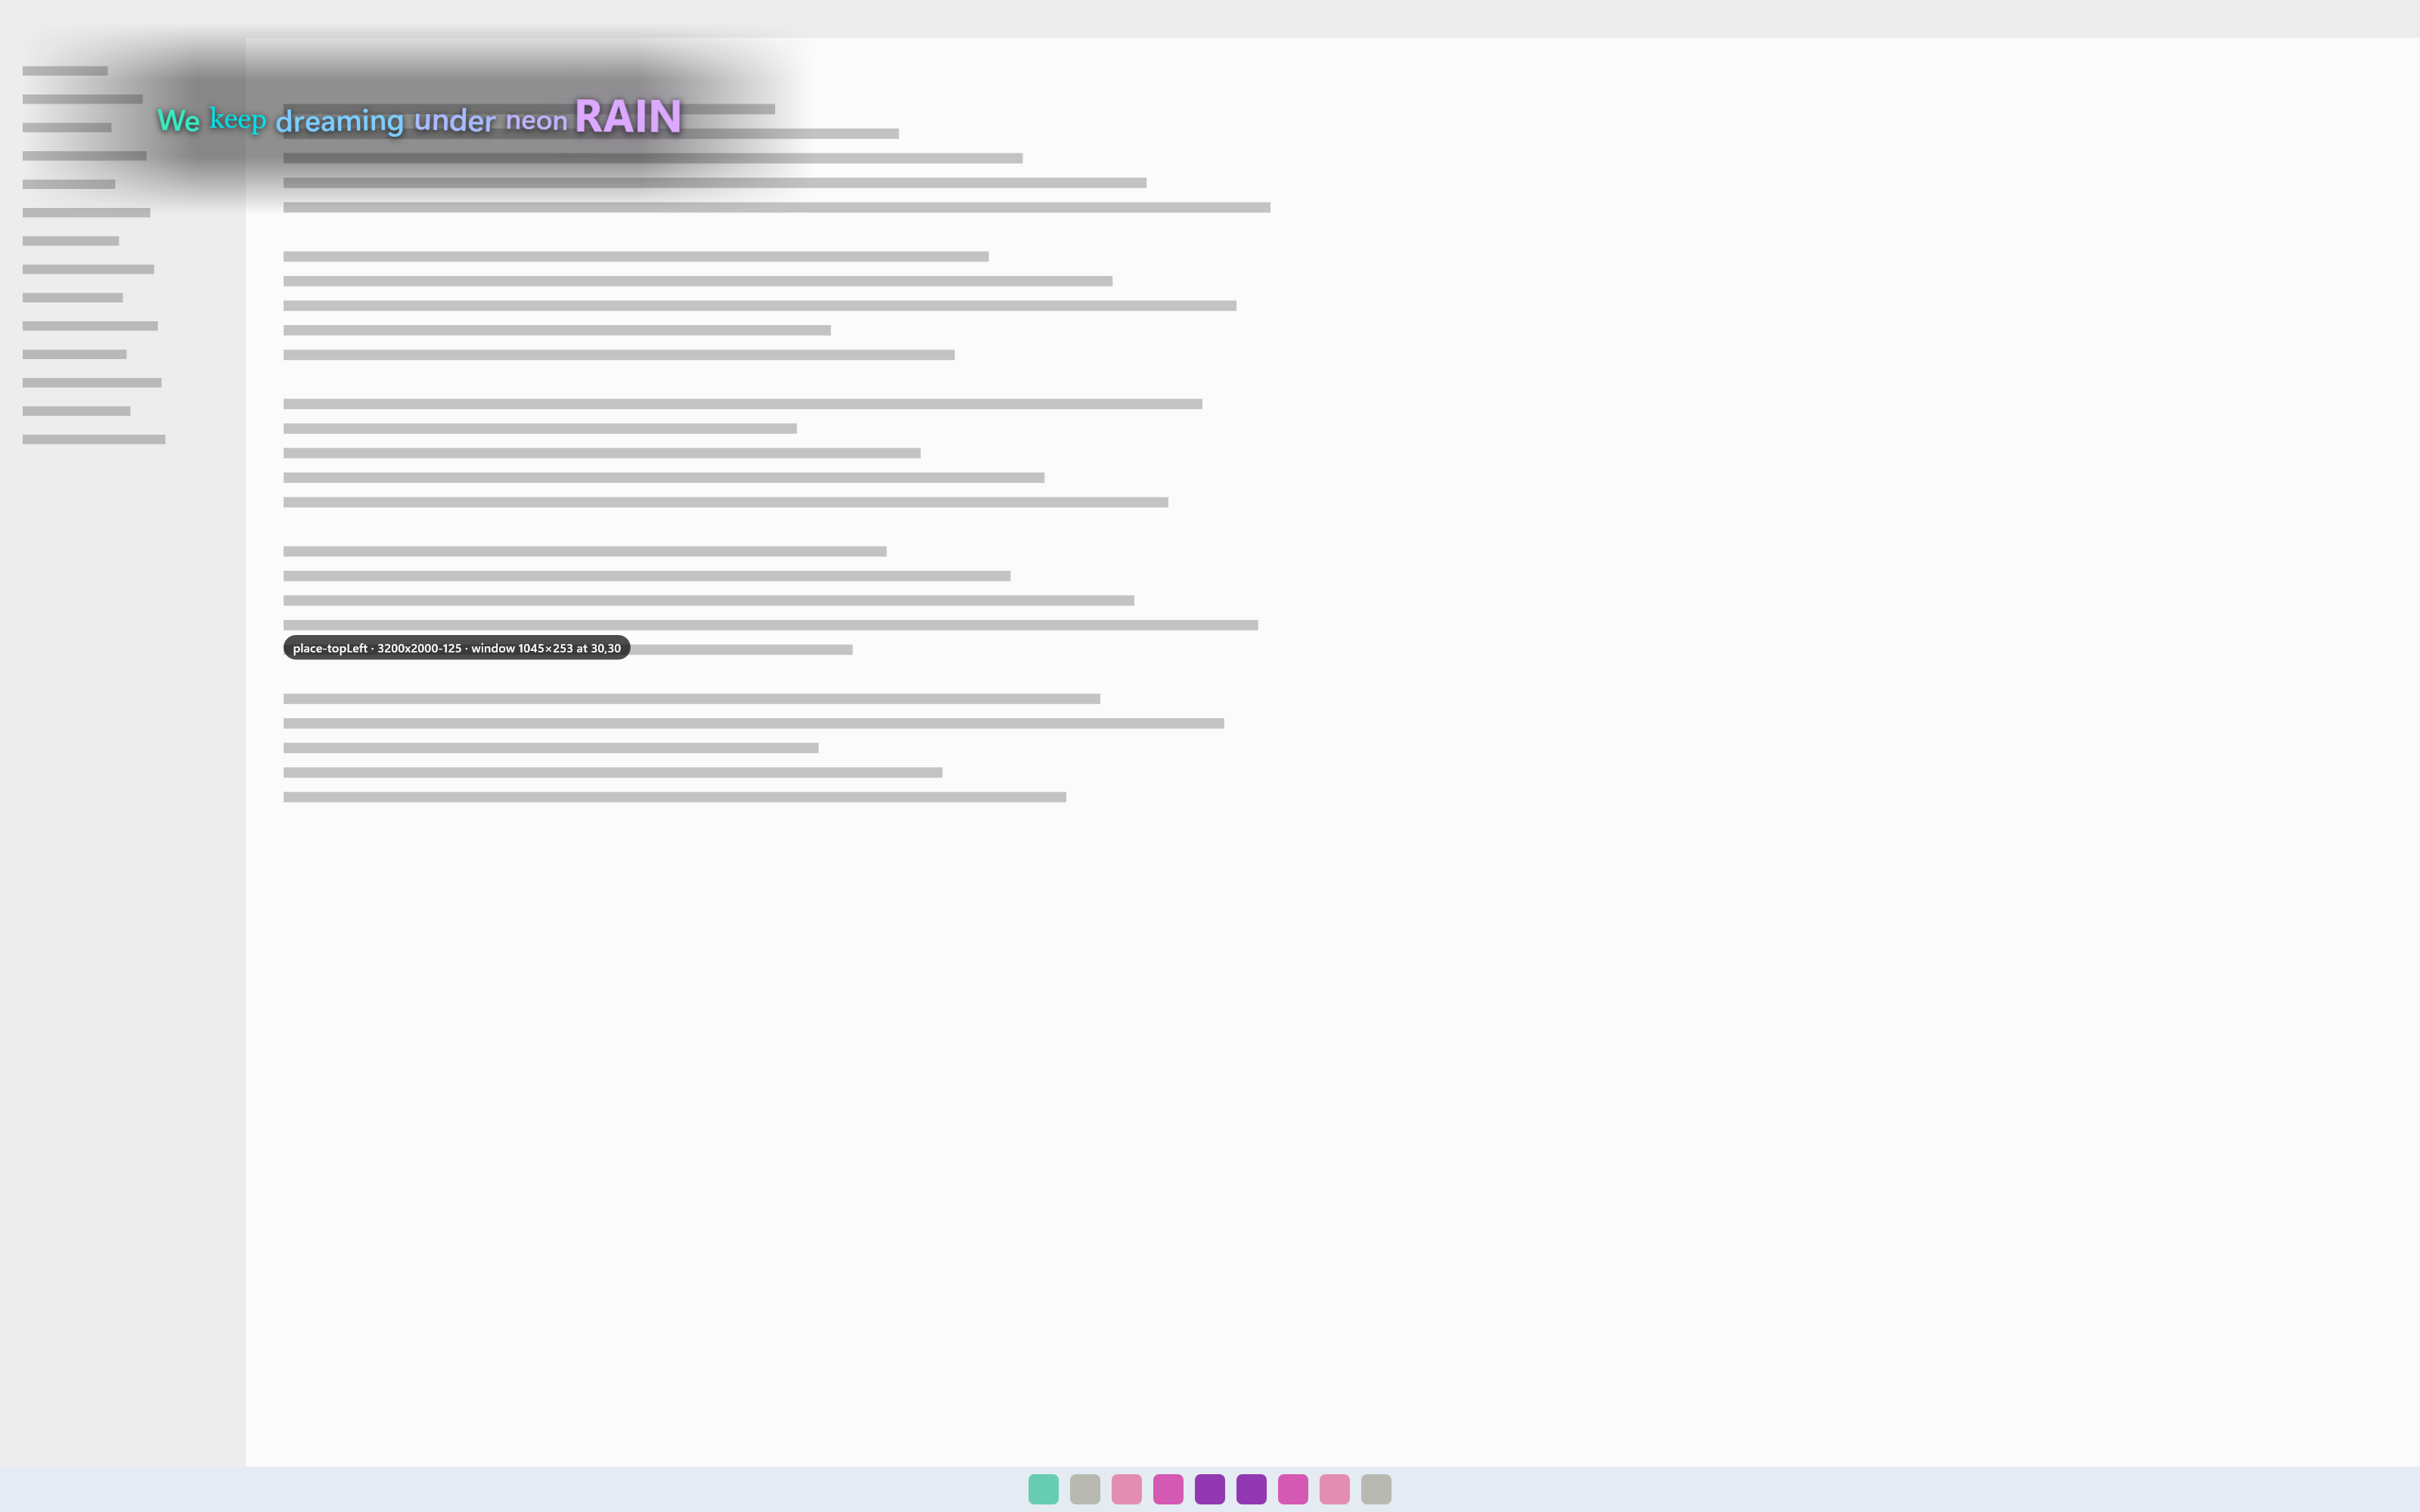 We keep dreaming under neon RAIN
place-topLeft · 3200x2000-125 · window 1045×253 at 30,30